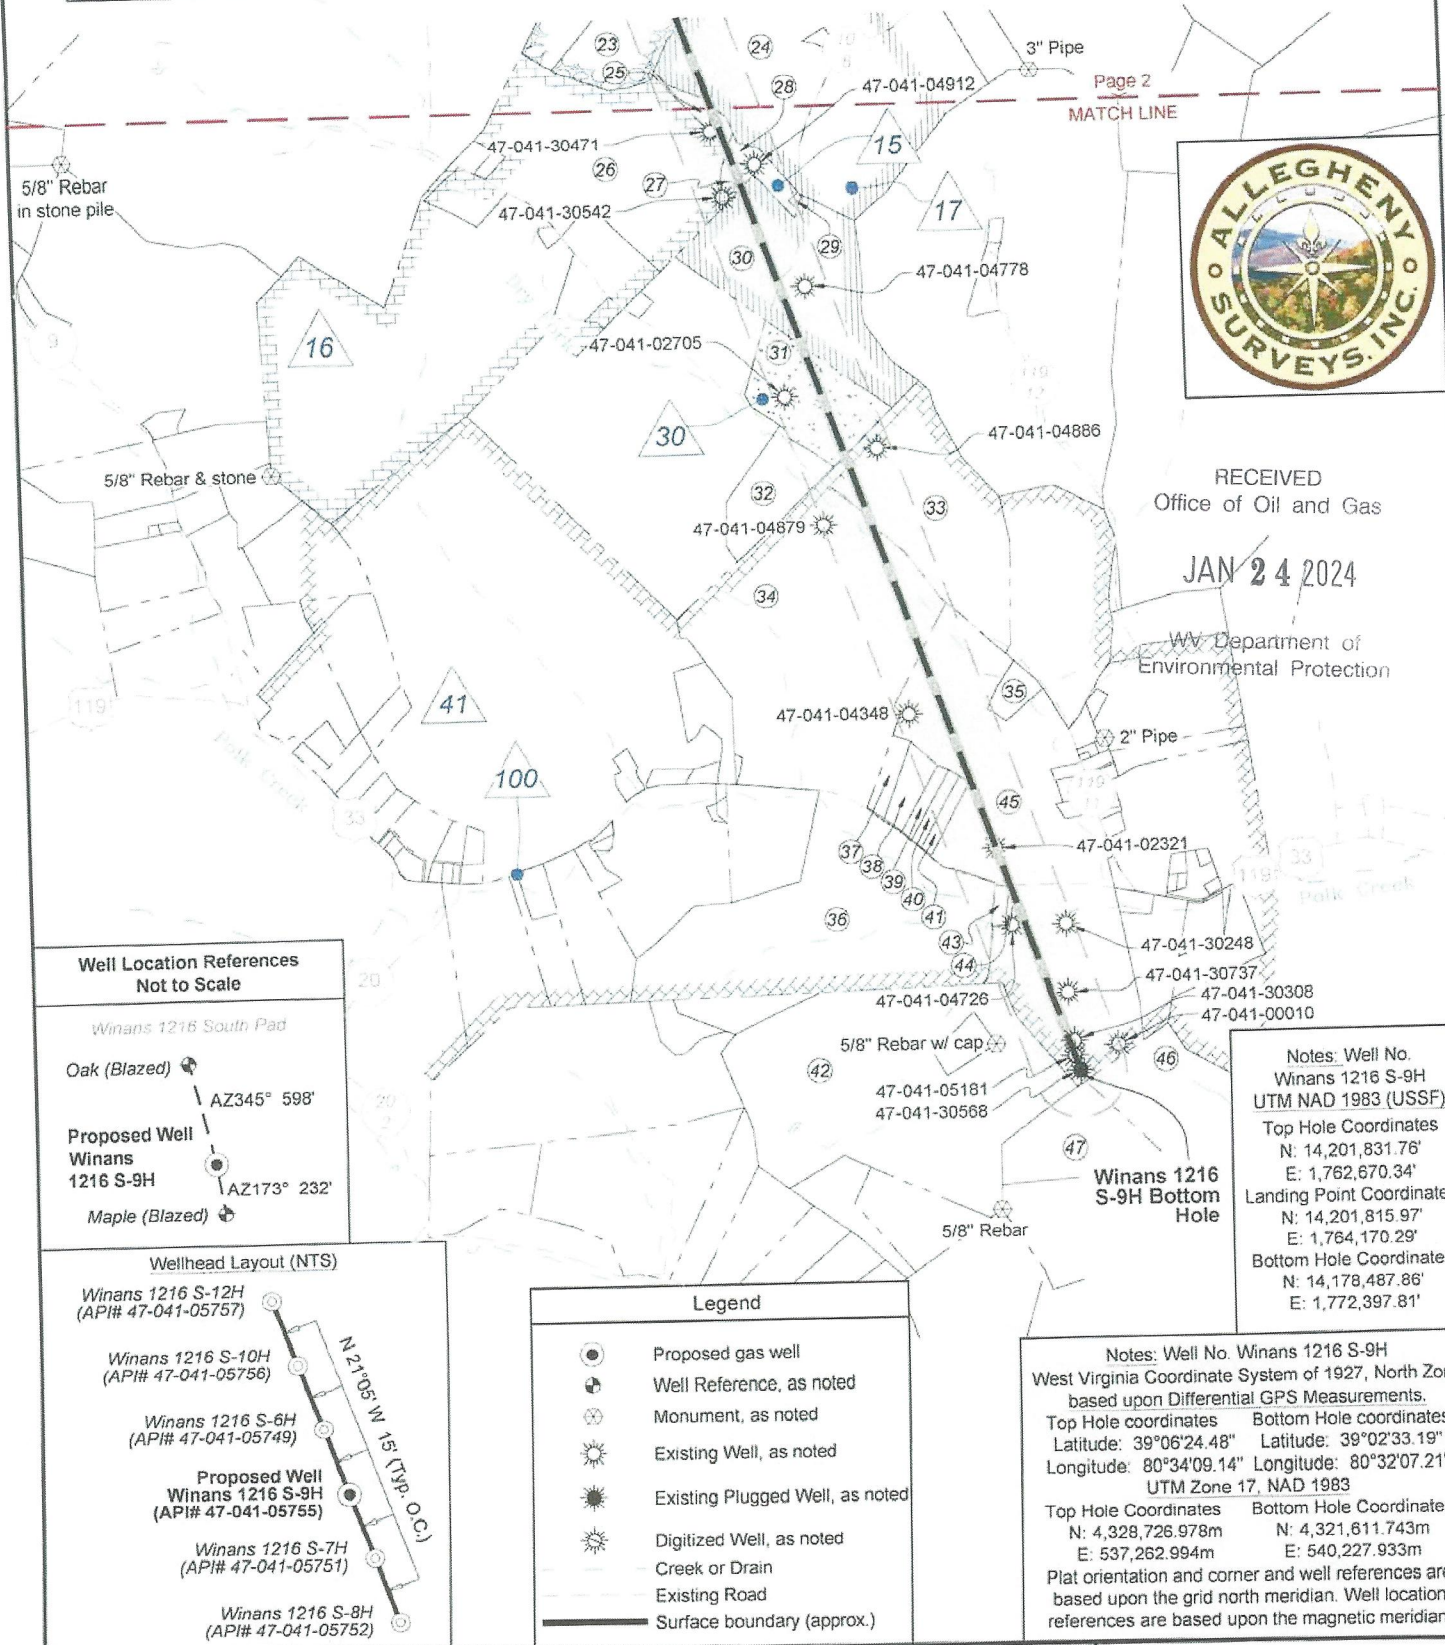 23
24
25
28
47-041-04912
3" Pipe
Page 2
MATCH LINE
47-041-30471
15
26
27
5/8" Rebar
in stone pile
47-041-30542
17
29
30
47-041-04778
ALLEGHENY
SURVEYS, INC.
9
16
47-041-02705
31
30
47-041-04886
5/8" Rebar & stone
32
33
47-041-04879
RECEIVED
Office of Oil and Gas
JAN 24 2024
WV Department of
Environmental Protection
34
35
41
119
47-041-04348
2" Pipe
Polk Creek
33
100
119
11
45
47-041-02321
37
38
39
40
41
43
44
36
33
119
Polk Creek
47-041-30248
47-041-30737
47-041-30308
47-041-00010
47-041-04726
5/8" Rebar w/ cap
42
46
47-041-05181
47-041-30568
47
Winans 1216
S-9H Bottom
Hole
5/8" Rebar
20
20
Well Location References
Not to Scale
Winans 1216 South Pad
Oak (Blazed)
AZ345° 598'
Proposed Well
Winans
1216 S-9H
AZ173° 232'
Maple (Blazed)
Notes: Well No.
Winans 1216 S-9H
UTM NAD 1983 (USSF)
Top Hole Coordinates
N: 14,201,831.76'
E: 1,762,670.34'
Landing Point Coordinate
N: 14,201,815.97'
E: 1,764,170.29'
Bottom Hole Coordinate
N: 14,178,487.86'
E: 1,772,397.81'
Wellhead Layout (NTS)
Winans 1216 S-12H
(API# 47-041-05757)
Winans 1216 S-10H
(API# 47-041-05756)
Winans 1216 S-6H
(API# 47-041-05749)
Proposed Well
Winans 1216 S-9H
(API# 47-041-05755)
Winans 1216 S-7H
(API# 47-041-05751)
Winans 1216 S-8H
(API# 47-041-05752)
N 21°05' W 15' (Typ. O.C.)
Legend
Proposed gas well
Well Reference, as noted
Monument, as noted
Existing Well, as noted
Existing Plugged Well, as noted
Digitized Well, as noted
Creek or Drain
Existing Road
Surface boundary (approx.)
Notes: Well No. Winans 1216 S-9H
West Virginia Coordinate System of 1927, North Zon
based upon Differential GPS Measurements.
Top Hole coordinates Bottom Hole coordinates
Latitude: 39°06'24.48" Latitude: 39°02'33.19"
Longitude: 80°34'09.14" Longitude: 80°32'07.21"
UTM Zone 17, NAD 1983
Top Hole Coordinates Bottom Hole Coordinate
N: 4,328,726.978m N: 4,321,611.743m
E: 537,262.994m E: 540,227.933m
Plat orientation and corner and well references are
based upon the grid north meridian. Well location
references are based upon the magnetic meridian